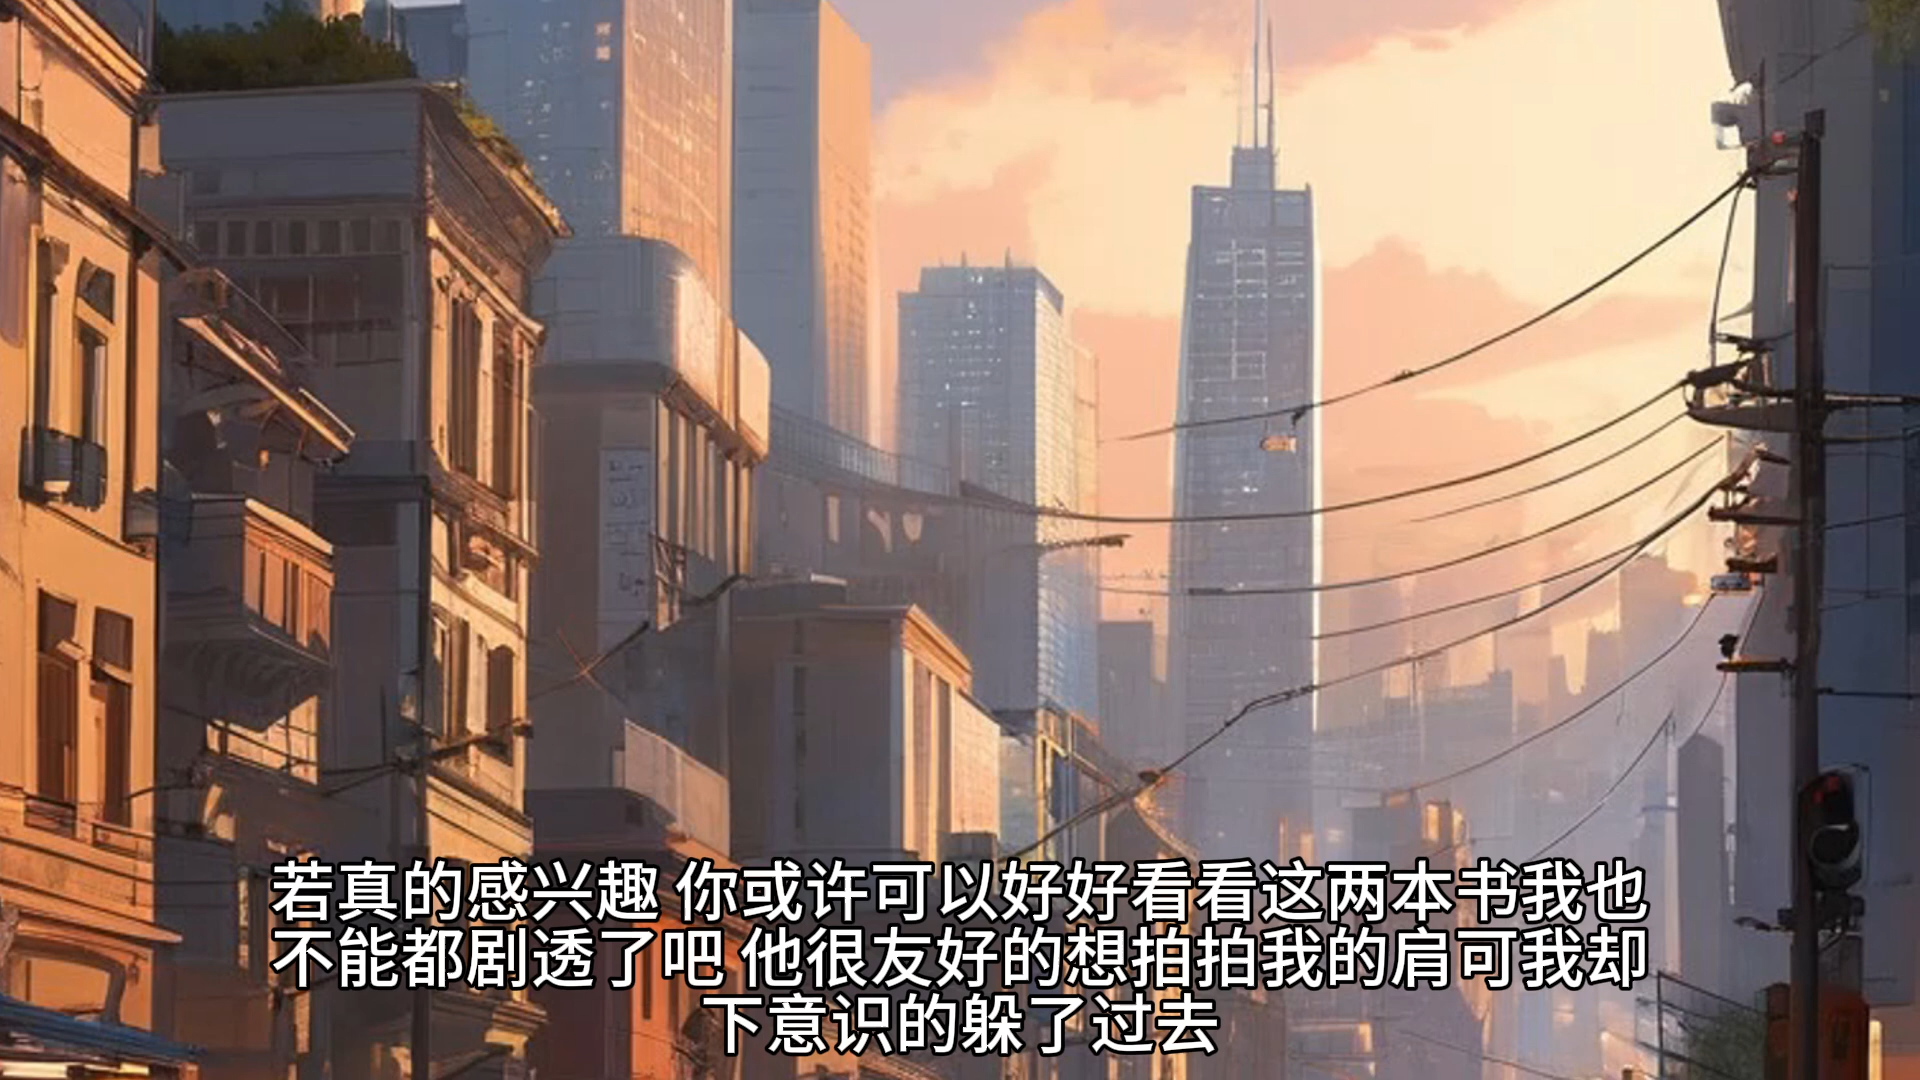 若真的感兴趣 你或许可以好好看看这两本书我也
不能都剧透了吧 他很友好的想拍拍我的肩可我却
下意识的躲了过去